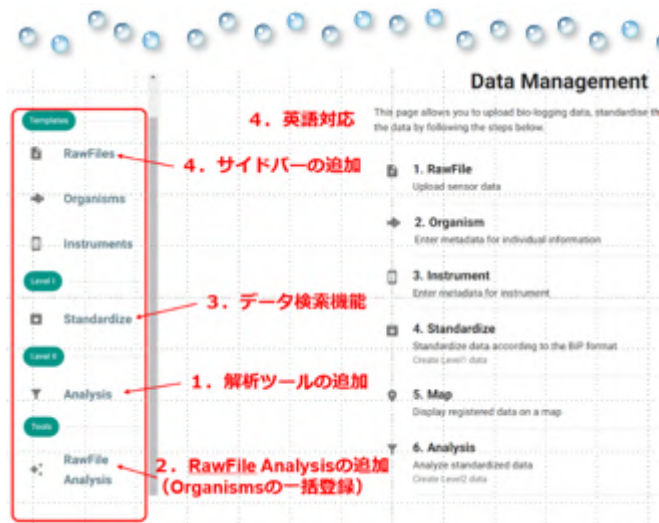 Data Management
This page allows you to upload bio-logging data, standardise th
the data by following the steps below.
4．英語対応
Templates
RawFiles
4．サイドバーの追加
Organisms
Instruments
Level I
3．データ検索機能
Standardize
Level II
1．解析ツールの追加
Analysis
Tools
RawFile
Analysis
2．RawFile Analysisの追加
（Organismsの一括登録）
1. RawFile
Upload sensor data
2. Organism
Enter metadata for individual information
3. Instrument
Enter metadata for instrument
4. Standardize
Standardize data according to the BiP format
Create Level1 data
5. Map
Display registered data on a map
6. Analysis
Analyze standardized data
Create Level2 data